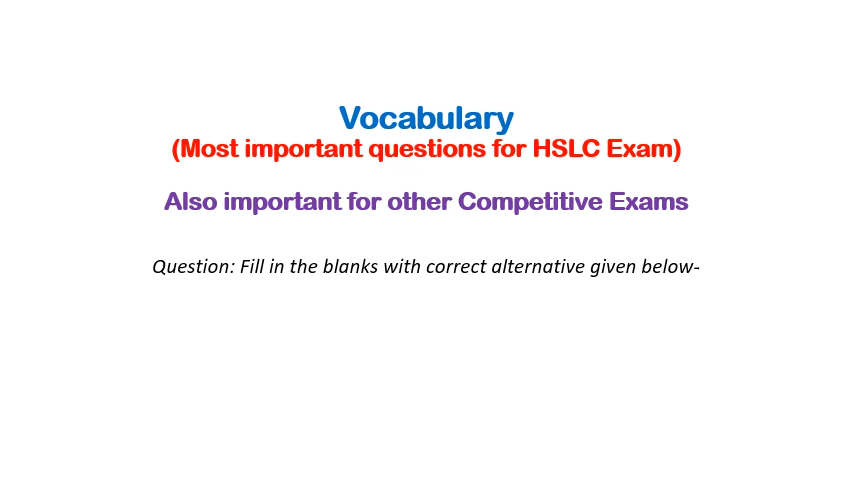 Vocabulary
(Most important questions for HSLC Exam)
Also important for other Competitive Exams
Question: Fill in the blanks with correct alternative given below-